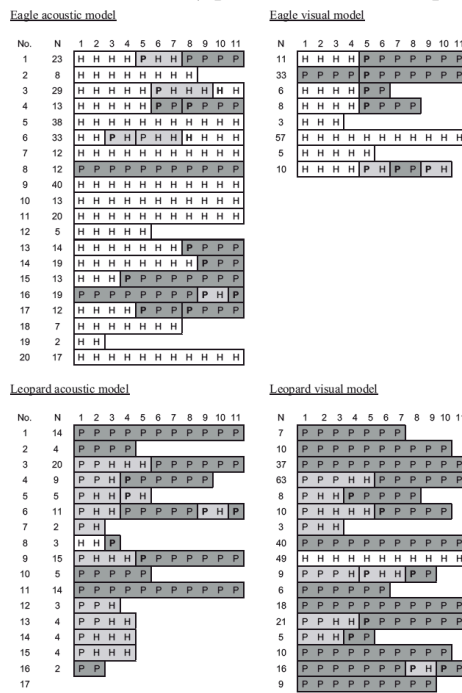 Eagle acoustic model
No. N 1 2 3 4 5 6 7 8 9 10 11
1 23 H H H H P H H P P P P
2 8 H H H H H H H H
3 29 H H H H H P H H H H H
4 13 H H H H H P P P P P P
5 38 H H H H H H H H H H H
6 33 H H P H P H H H H H H
7 12 H H H H H H H H H H H
8 12 P P P P P P P P P P P
9 40 H H H H H H H H H H H
10 13 H H H H H H H H H H H
11 20 H H H H H H H H H H H
12 5 H H H H H
13 14 H H H H H H H P P P P
14 19 H H H H H H H H P P P
15 13 H H H P P P P P P P P
16 19 P P P P P P P P P H P
17 12 H H H H P P P P P P P
18 7 H H H H H H H
19 2 H H
20 17 H H H H H H H H H H H
Eagle visual model
N 1 2 3 4 5 6 7 8 9 10 11
11 H H H H P P P P P P P
33 P P P P P P P P P P P
6 H H H H P P
8 H H H H P P P P
3 H H H
57 H H H H H H H H H H H
5 H H H H H
10 H H H H P H P P P H
Leopard acoustic model
No. N 1 2 3 4 5 6 7 8 9 10 11
1 14 P P P P P P P P P P P
2 4 P P P P
3 20 P P H H H P P P P P P
4 9 P H H P P P P P P
5 5 P H H P H
6 11 P H H P P P P P P H P
7 2 P H
8 3 H H P
9 15 P H H H P P P P P P P
10 5 P P P P P
11 14 P P P P P P P P P P P
12 3 P P H
13 4 P P H H
14 4 P H H H
15 4 P H H H
16 2 P P
17
Leopard visual model
N 1 2 3 4 5 6 7 8 9 10 11
7 P P P P P P P
10 P P P P P P P P P P
37 P P P P P P P P P P P
63 P P P H H P P P P P P
8 P H H P P P P P
10 P H H H H P P P P P
3 P H H
40 P P P P P P P P P P P
49 H H H H H H H H H H H
9 P P P H P H H P P
6 P P P P P P
18 P P P P P P P P P P P
21 P P H H P P P P P P P
5 P H H P P
10 P P P P P P P P P P
16 P P P P P P P P H P P
9 P P P P P P P P P